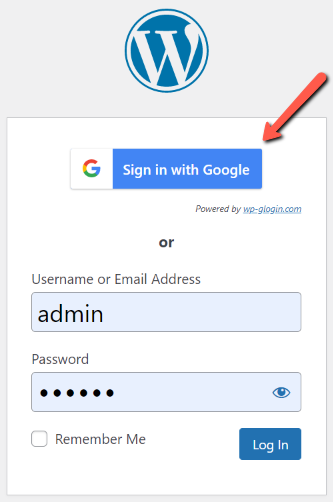 Sign in with Google
Powered by wp-glogin.com
or
Username or Email Address
admin
Password
••••••
Remember Me
Log In